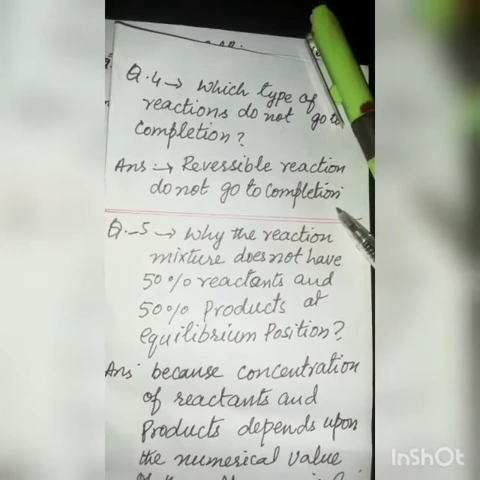 Q.4→ Which type of
reactions do not go to
completion?
Ans :→ Reversible reaction
do not go to completion.
Q.-5 → Why the reaction
mixture does not have
50% reactants and
50% Products at
equilibrium Position?
Ans· because concentration
of reactants and
Products depends upon
the numerical value
InShOt